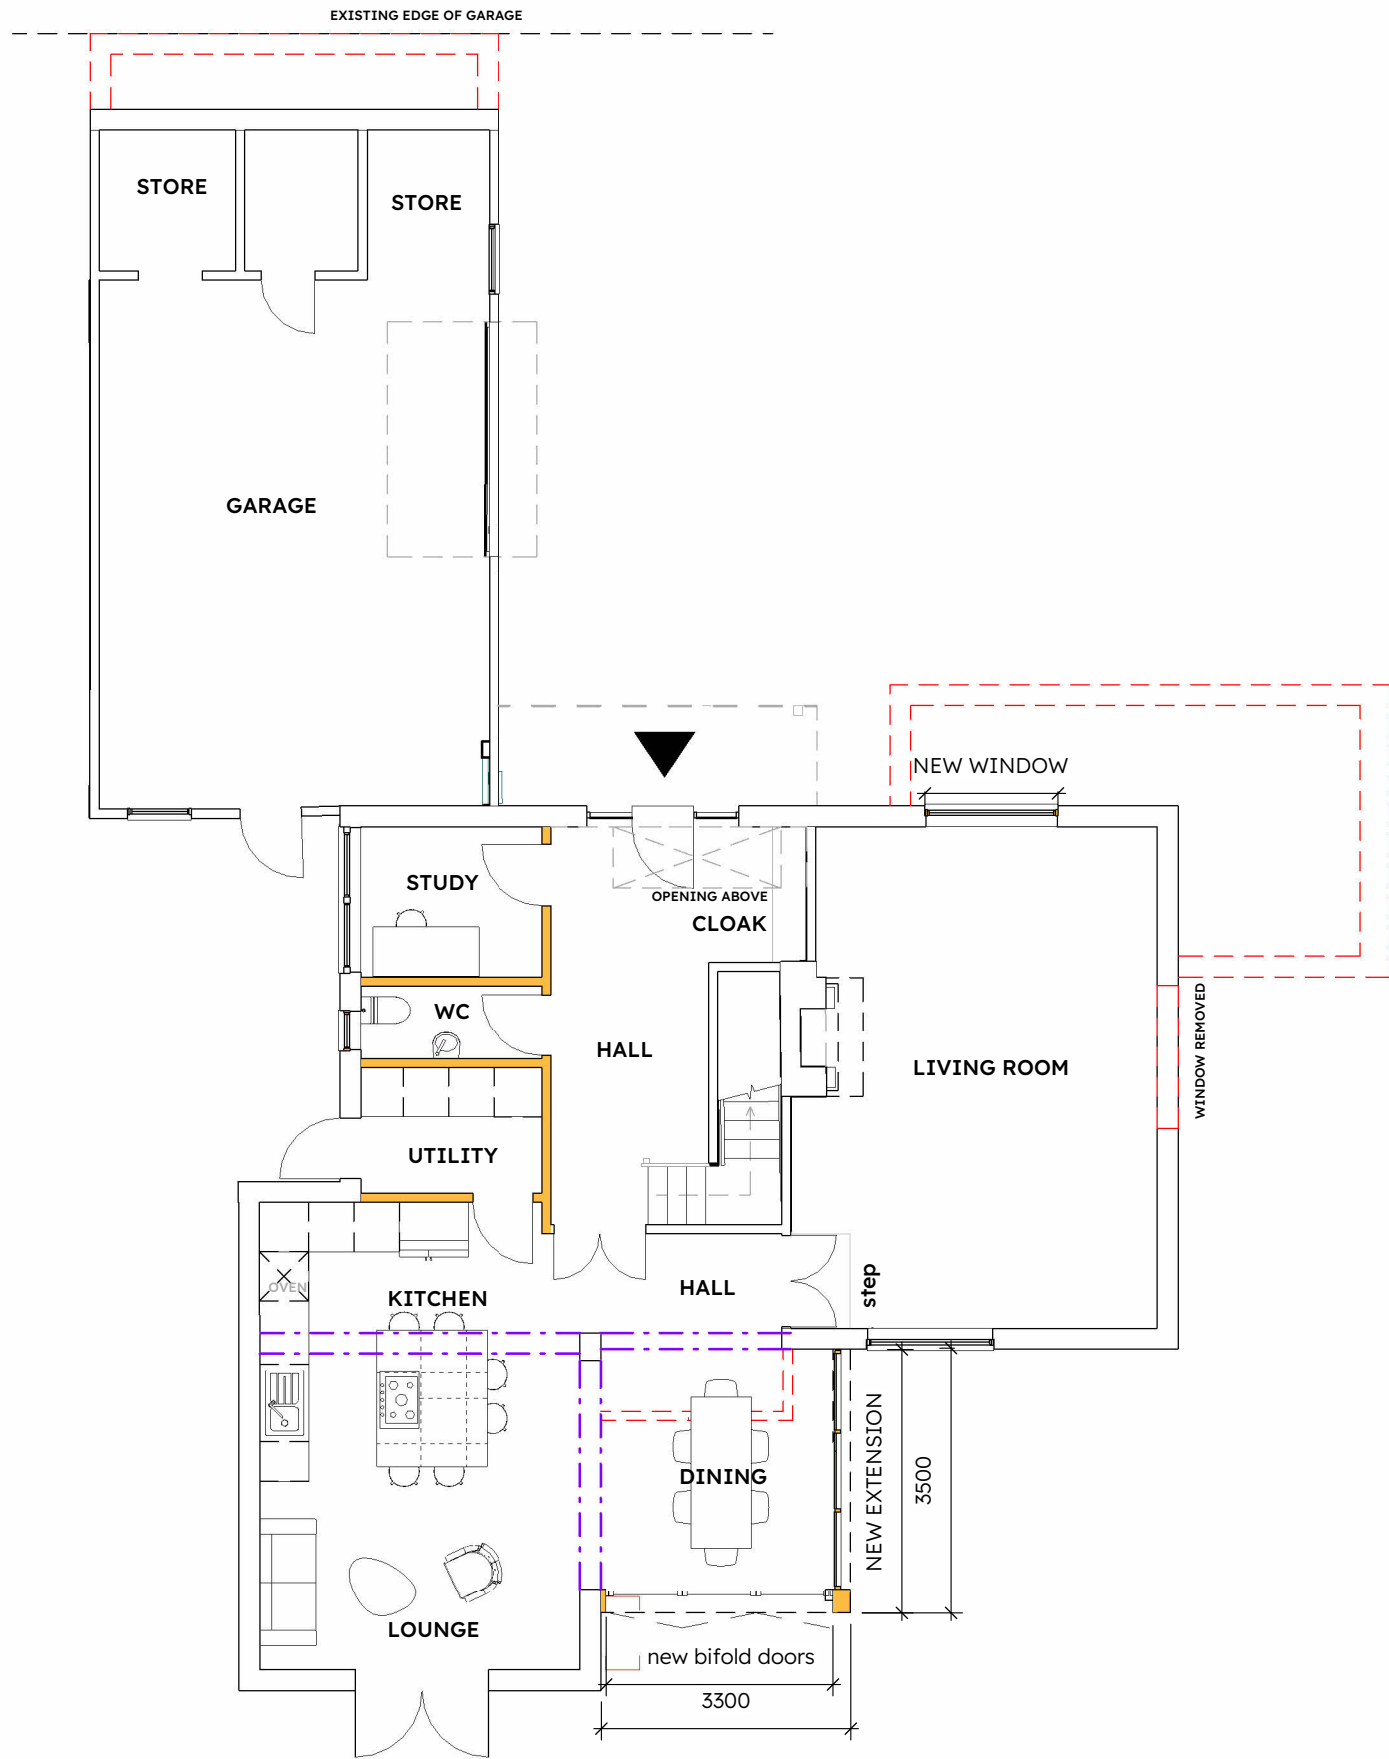 EXISTING EDGE OF GARAGE
STORE
STORE
GARAGE
NEW WINDOW
STUDY
OPENING ABOVE
CLOAK
WC
HALL
LIVING ROOM
WINDOW REMOVED
UTILITY
OVEN
KITCHEN
HALL
step
DINING
NEW EXTENSION
3500
LOUNGE
new bifold doors
3300